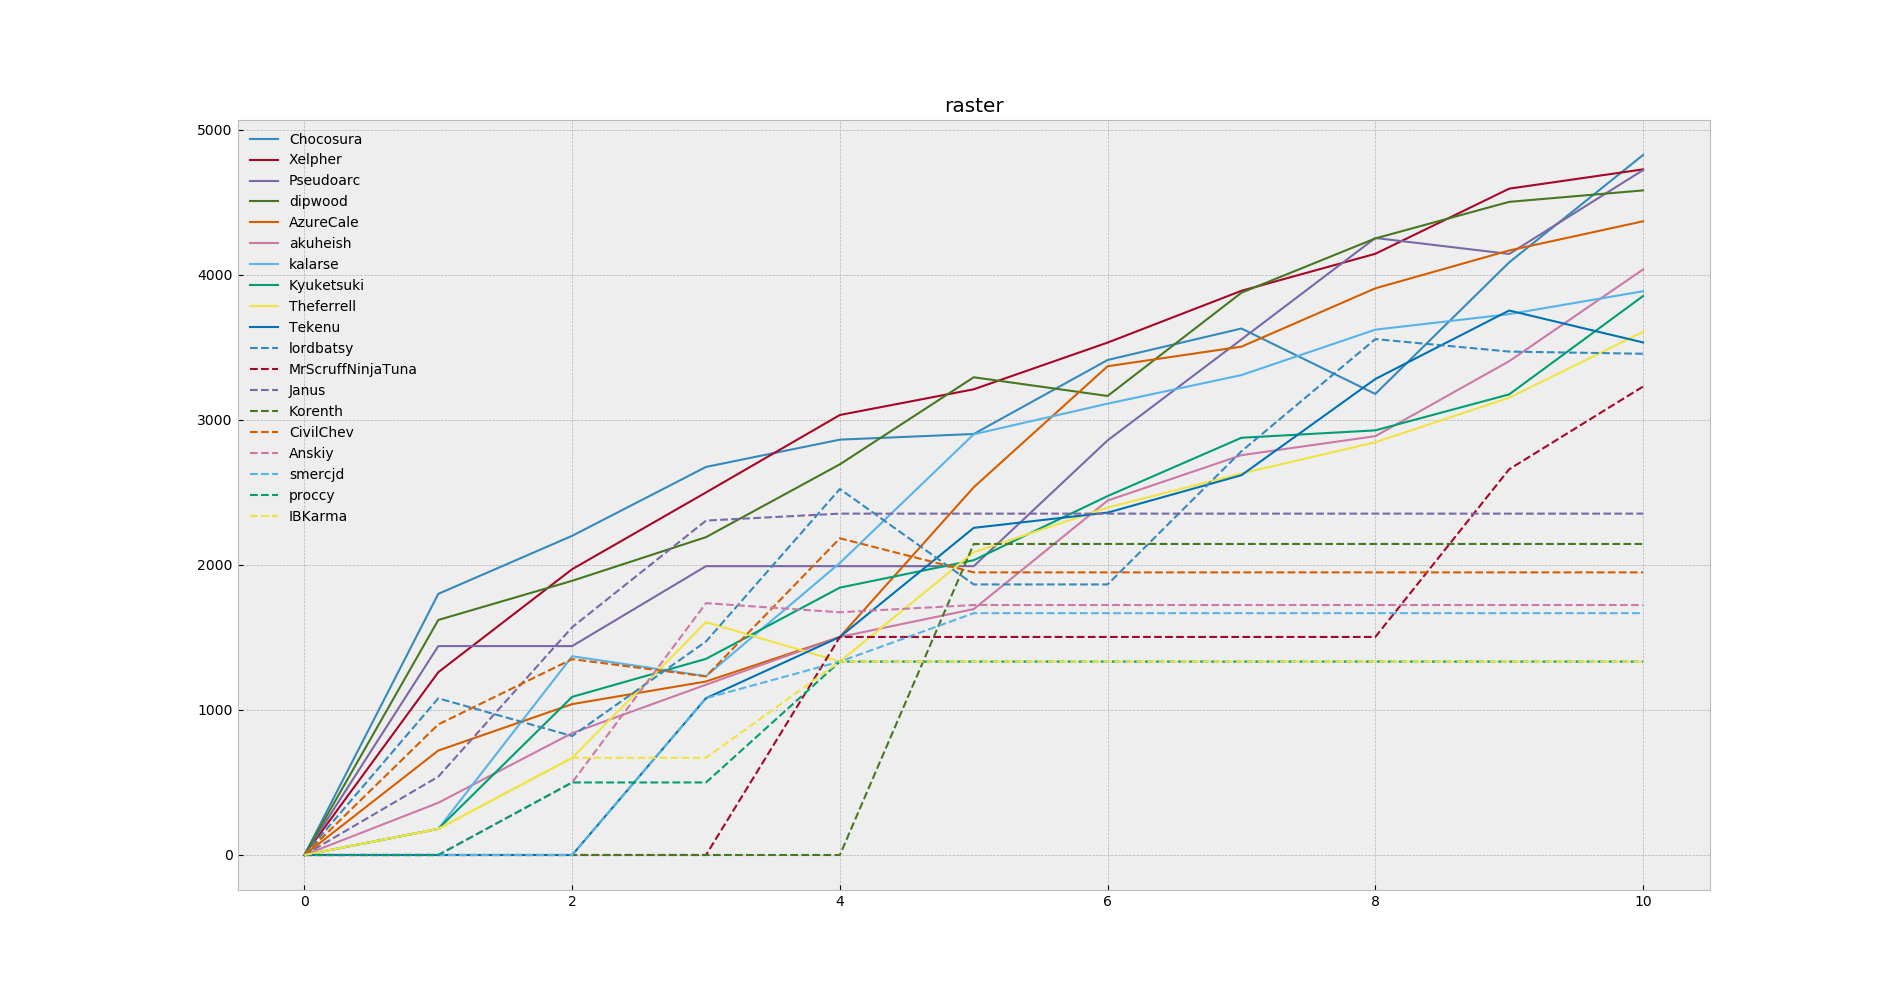 raster
5000
4000
3000
2000
1000
0
Chocosura
Xelpher
Pseudoarc
dipwood
AzureCale
akuheish
kalarse
Kyuketsuki
Theferrell
Tekenu
lordbatsy
MrScruffNinjaTuna
Janus
Korenth
CivilChev
Anskiy
smercjd
proccy
IBKarma
0 2 4 6 8 10